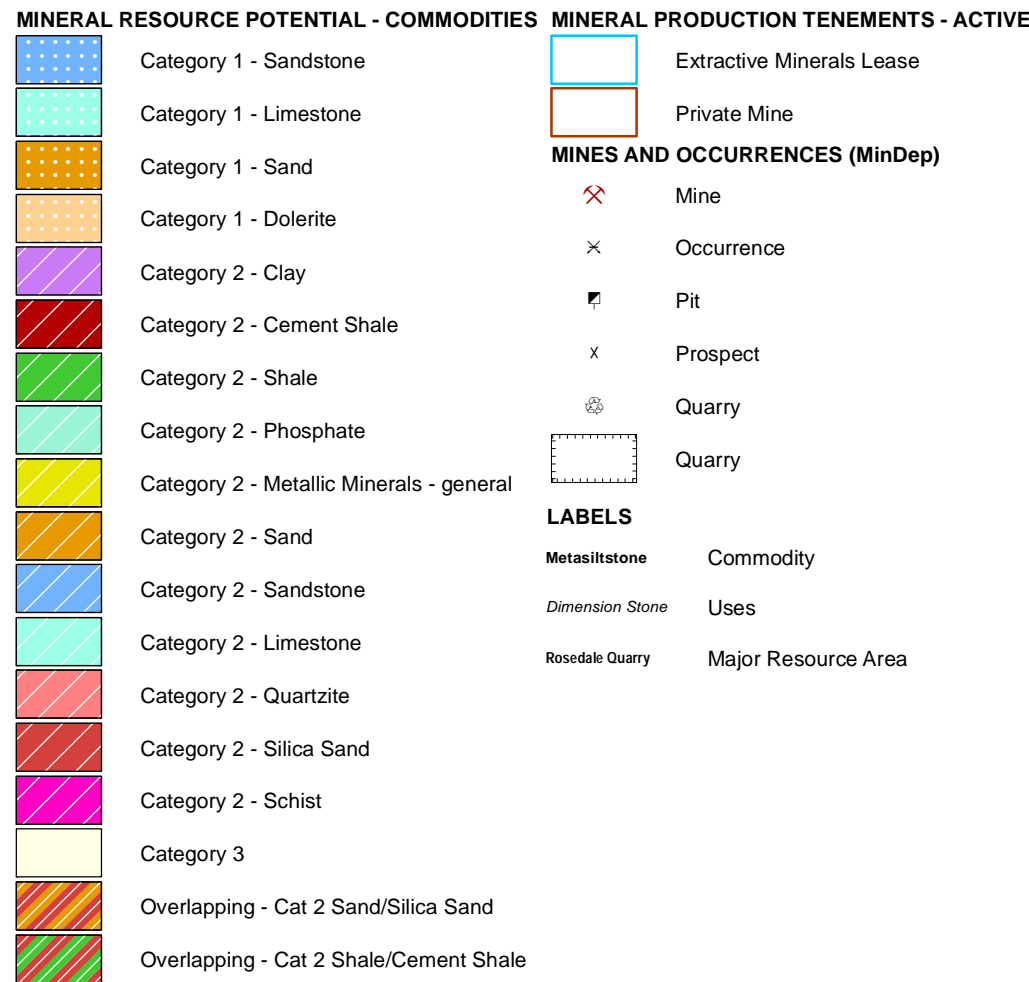 MINERAL RESOURCE POTENTIAL - COMMODITIES
Category 1 - Sandstone
Category 1 - Limestone
Category 1 - Sand
Category 1 - Dolerite
Category 2 - Clay
Category 2 - Cement Shale
Category 2 - Shale
Category 2 - Phosphate
Category 2 - Metallic Minerals - general
Category 2 - Sand
Category 2 - Sandstone
Category 2 - Limestone
Category 2 - Quartzite
Category 2 - Silica Sand
Category 2 - Schist
Category 3
Overlapping - Cat 2 Sand/Silica Sand
Overlapping - Cat 2 Shale/Cement Shale
MINERAL PRODUCTION TENEMENTS - ACTIVE
Extractive Minerals Lease
Private Mine
MINES AND OCCURRENCES (MinDep)
Mine
Occurrence
Pit
Prospect
Quarry
Quarry
LABELS
Metasiltstone Commodity
Dimension Stone Uses
Rosedale Quarry Major Resource Area